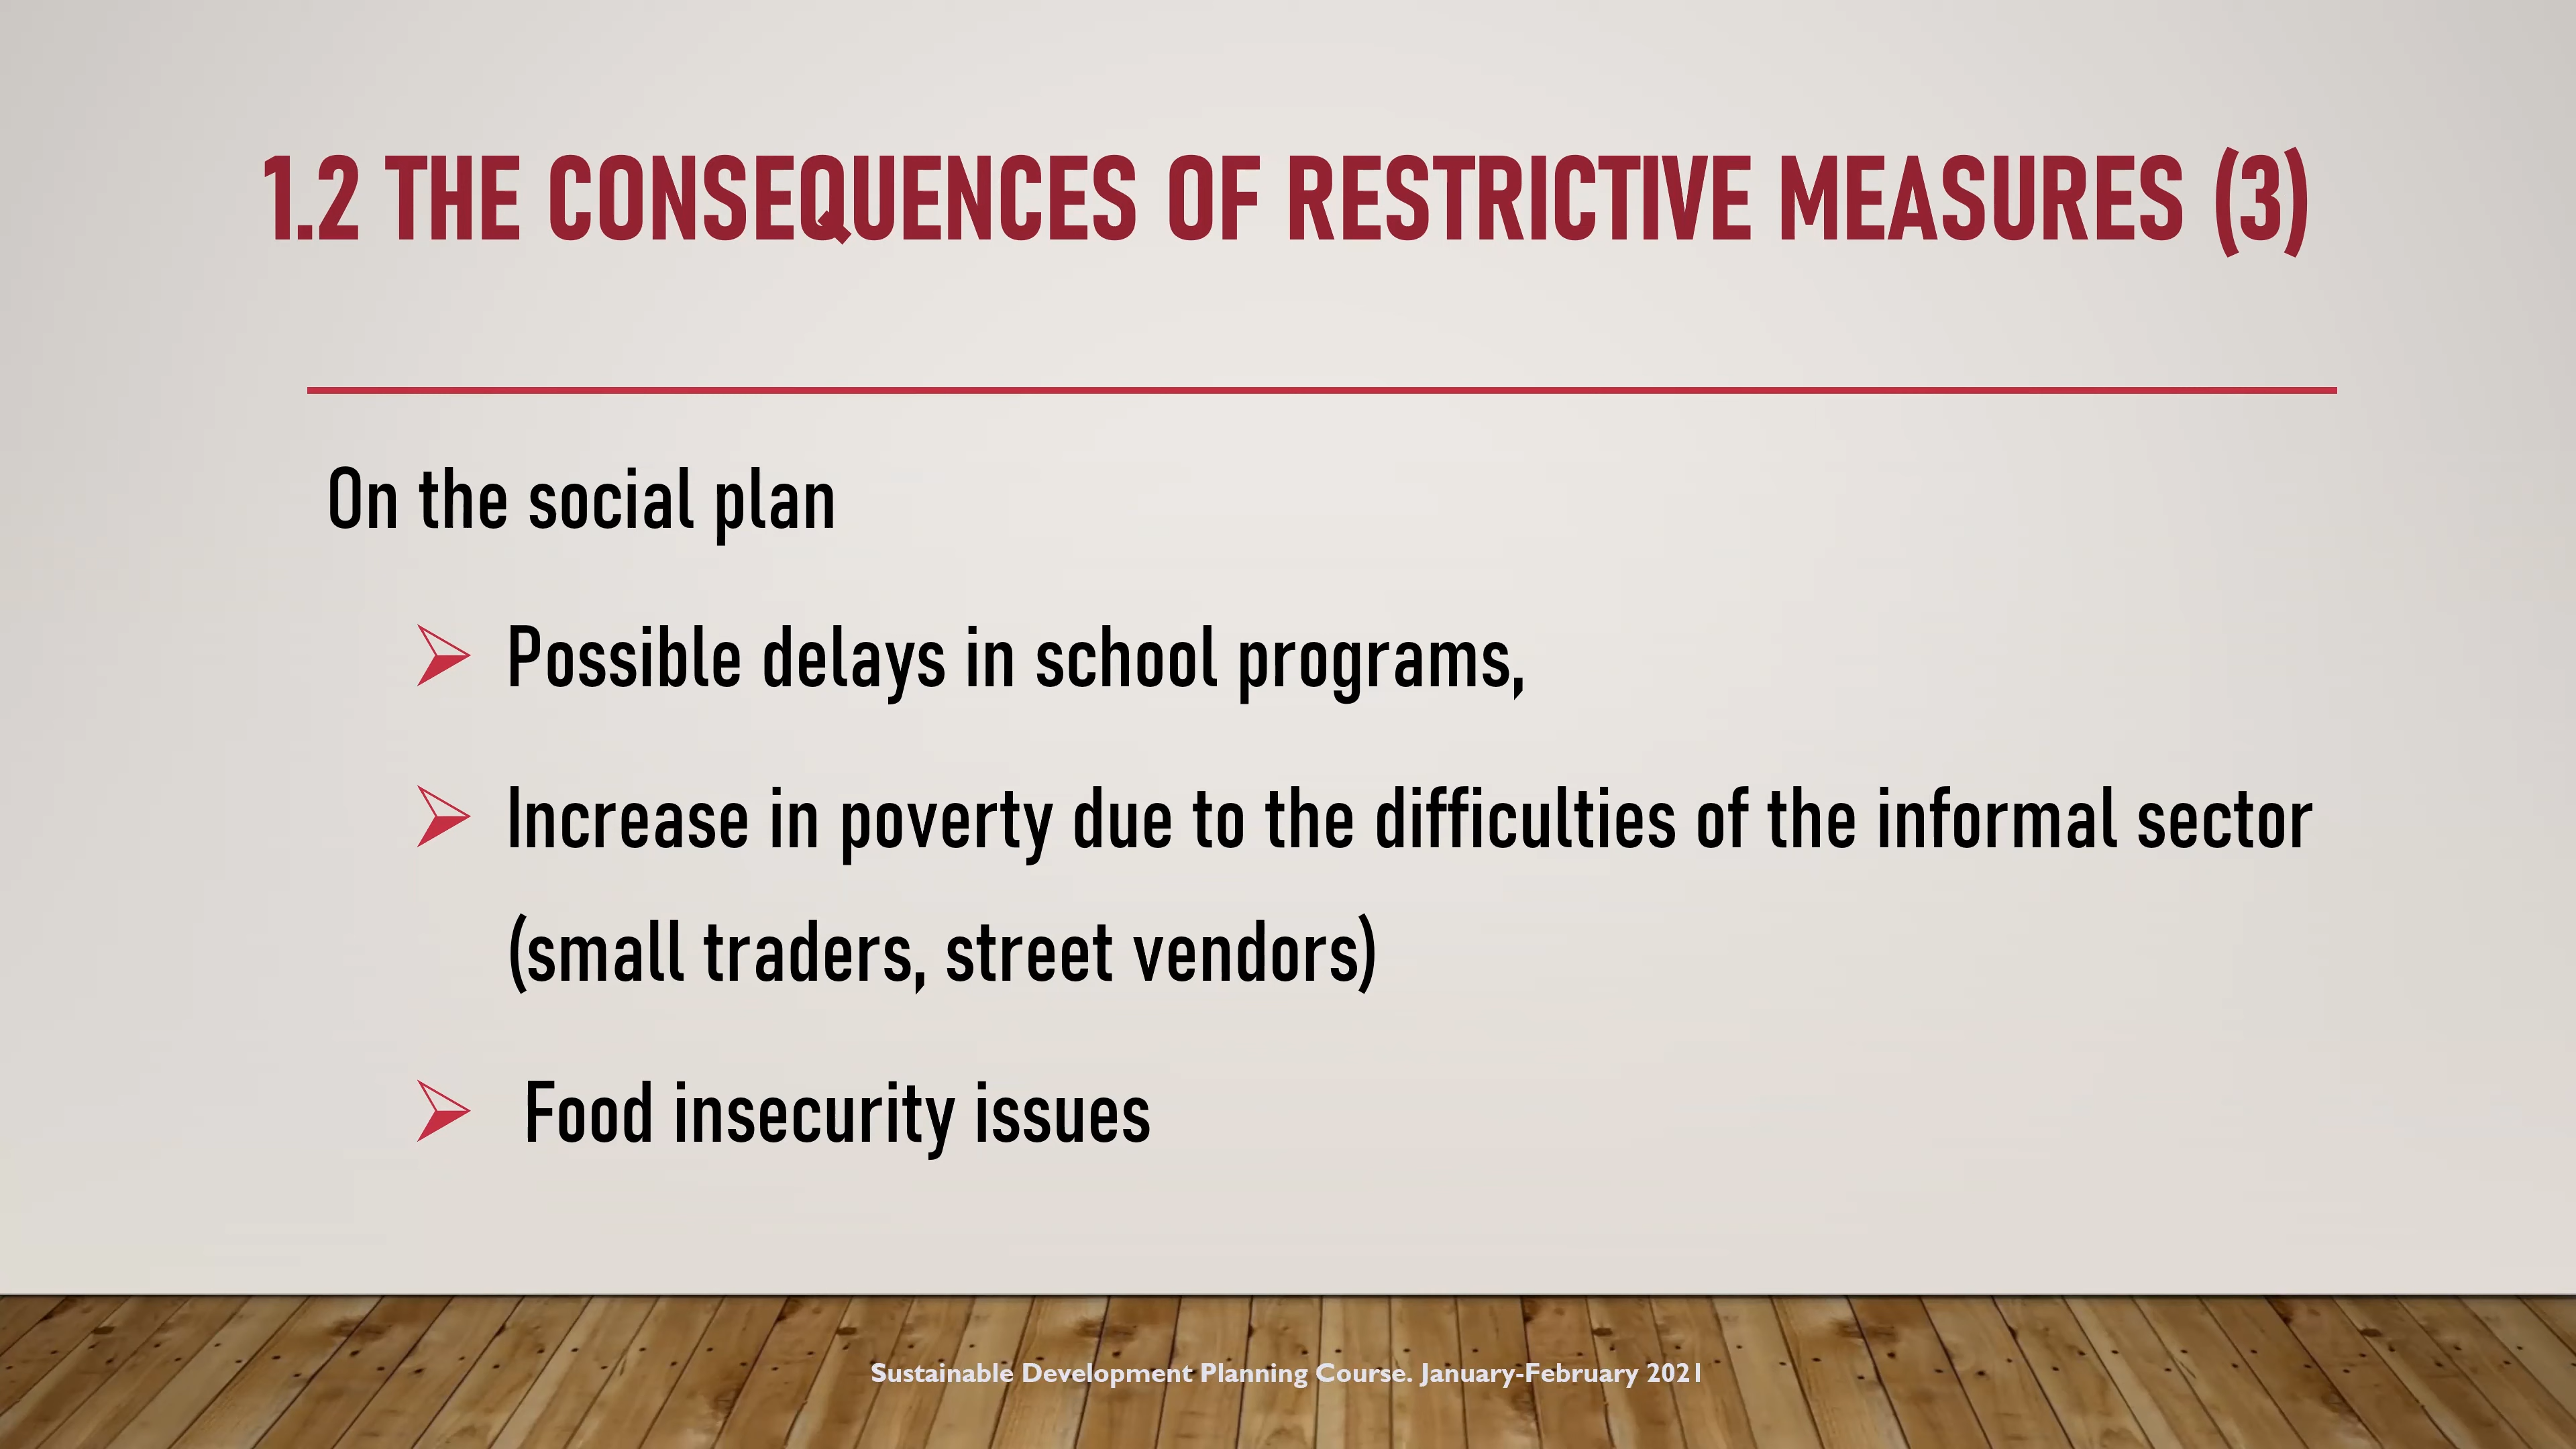 1.2 THE CONSEQUENCES OF RESTRICTIVE MEASURES (3)
On the social plan
Possible delays in school programs,
Increase in poverty due to the difficulties of the informal sector
(small traders, street vendors)
Food insecurity issues
Sustainable Development Planning Course. January-February 2021